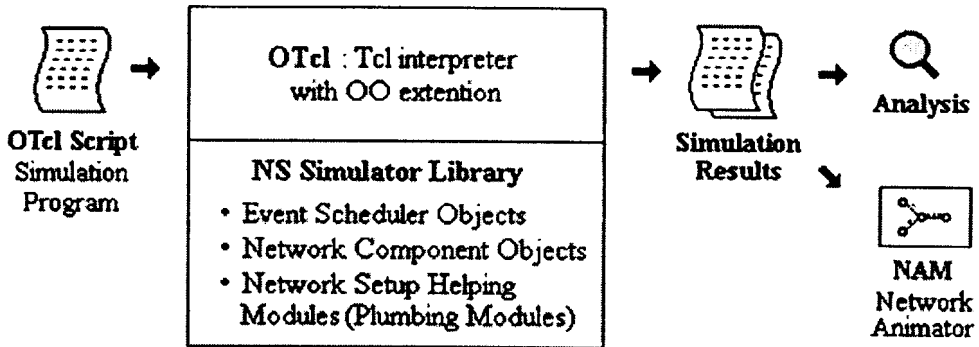 OTcl Script
Simulation
Program
OTcl : Tcl interpreter
with OO extention
NS Simulator Library
• Event Scheduler Objects
• Network Component Objects
• Network Setup Helping
Modules (Plumbing Modules)
Simulation
Results
Analysis
NAM
Network
Animator